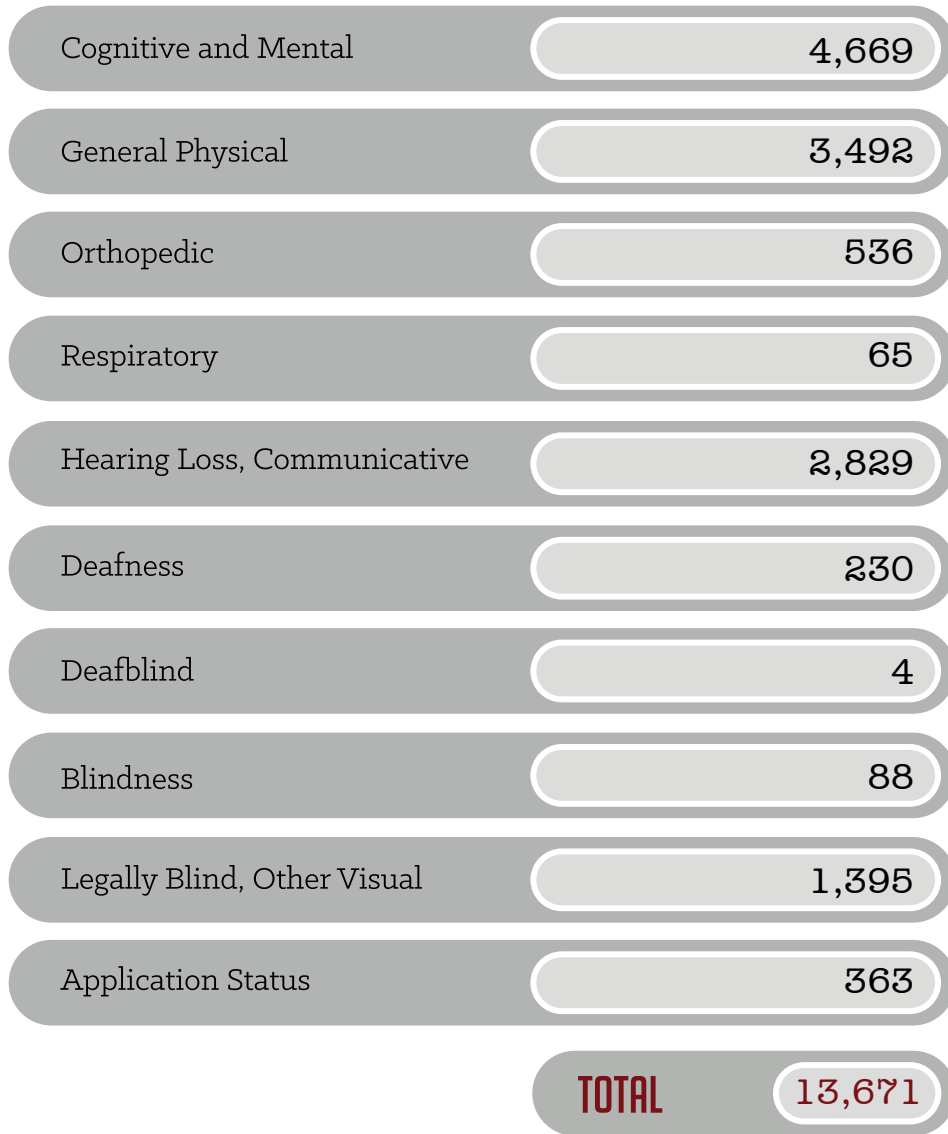 Cognitive and Mental 4,669
General Physical 3,492
Orthopedic 536
Respiratory 65
Hearing Loss, Communicative 2,829
Deafness 230
Deafblind 4
Blindness 88
Legally Blind, Other Visual 1,395
Application Status 363
TOTAL 13,671